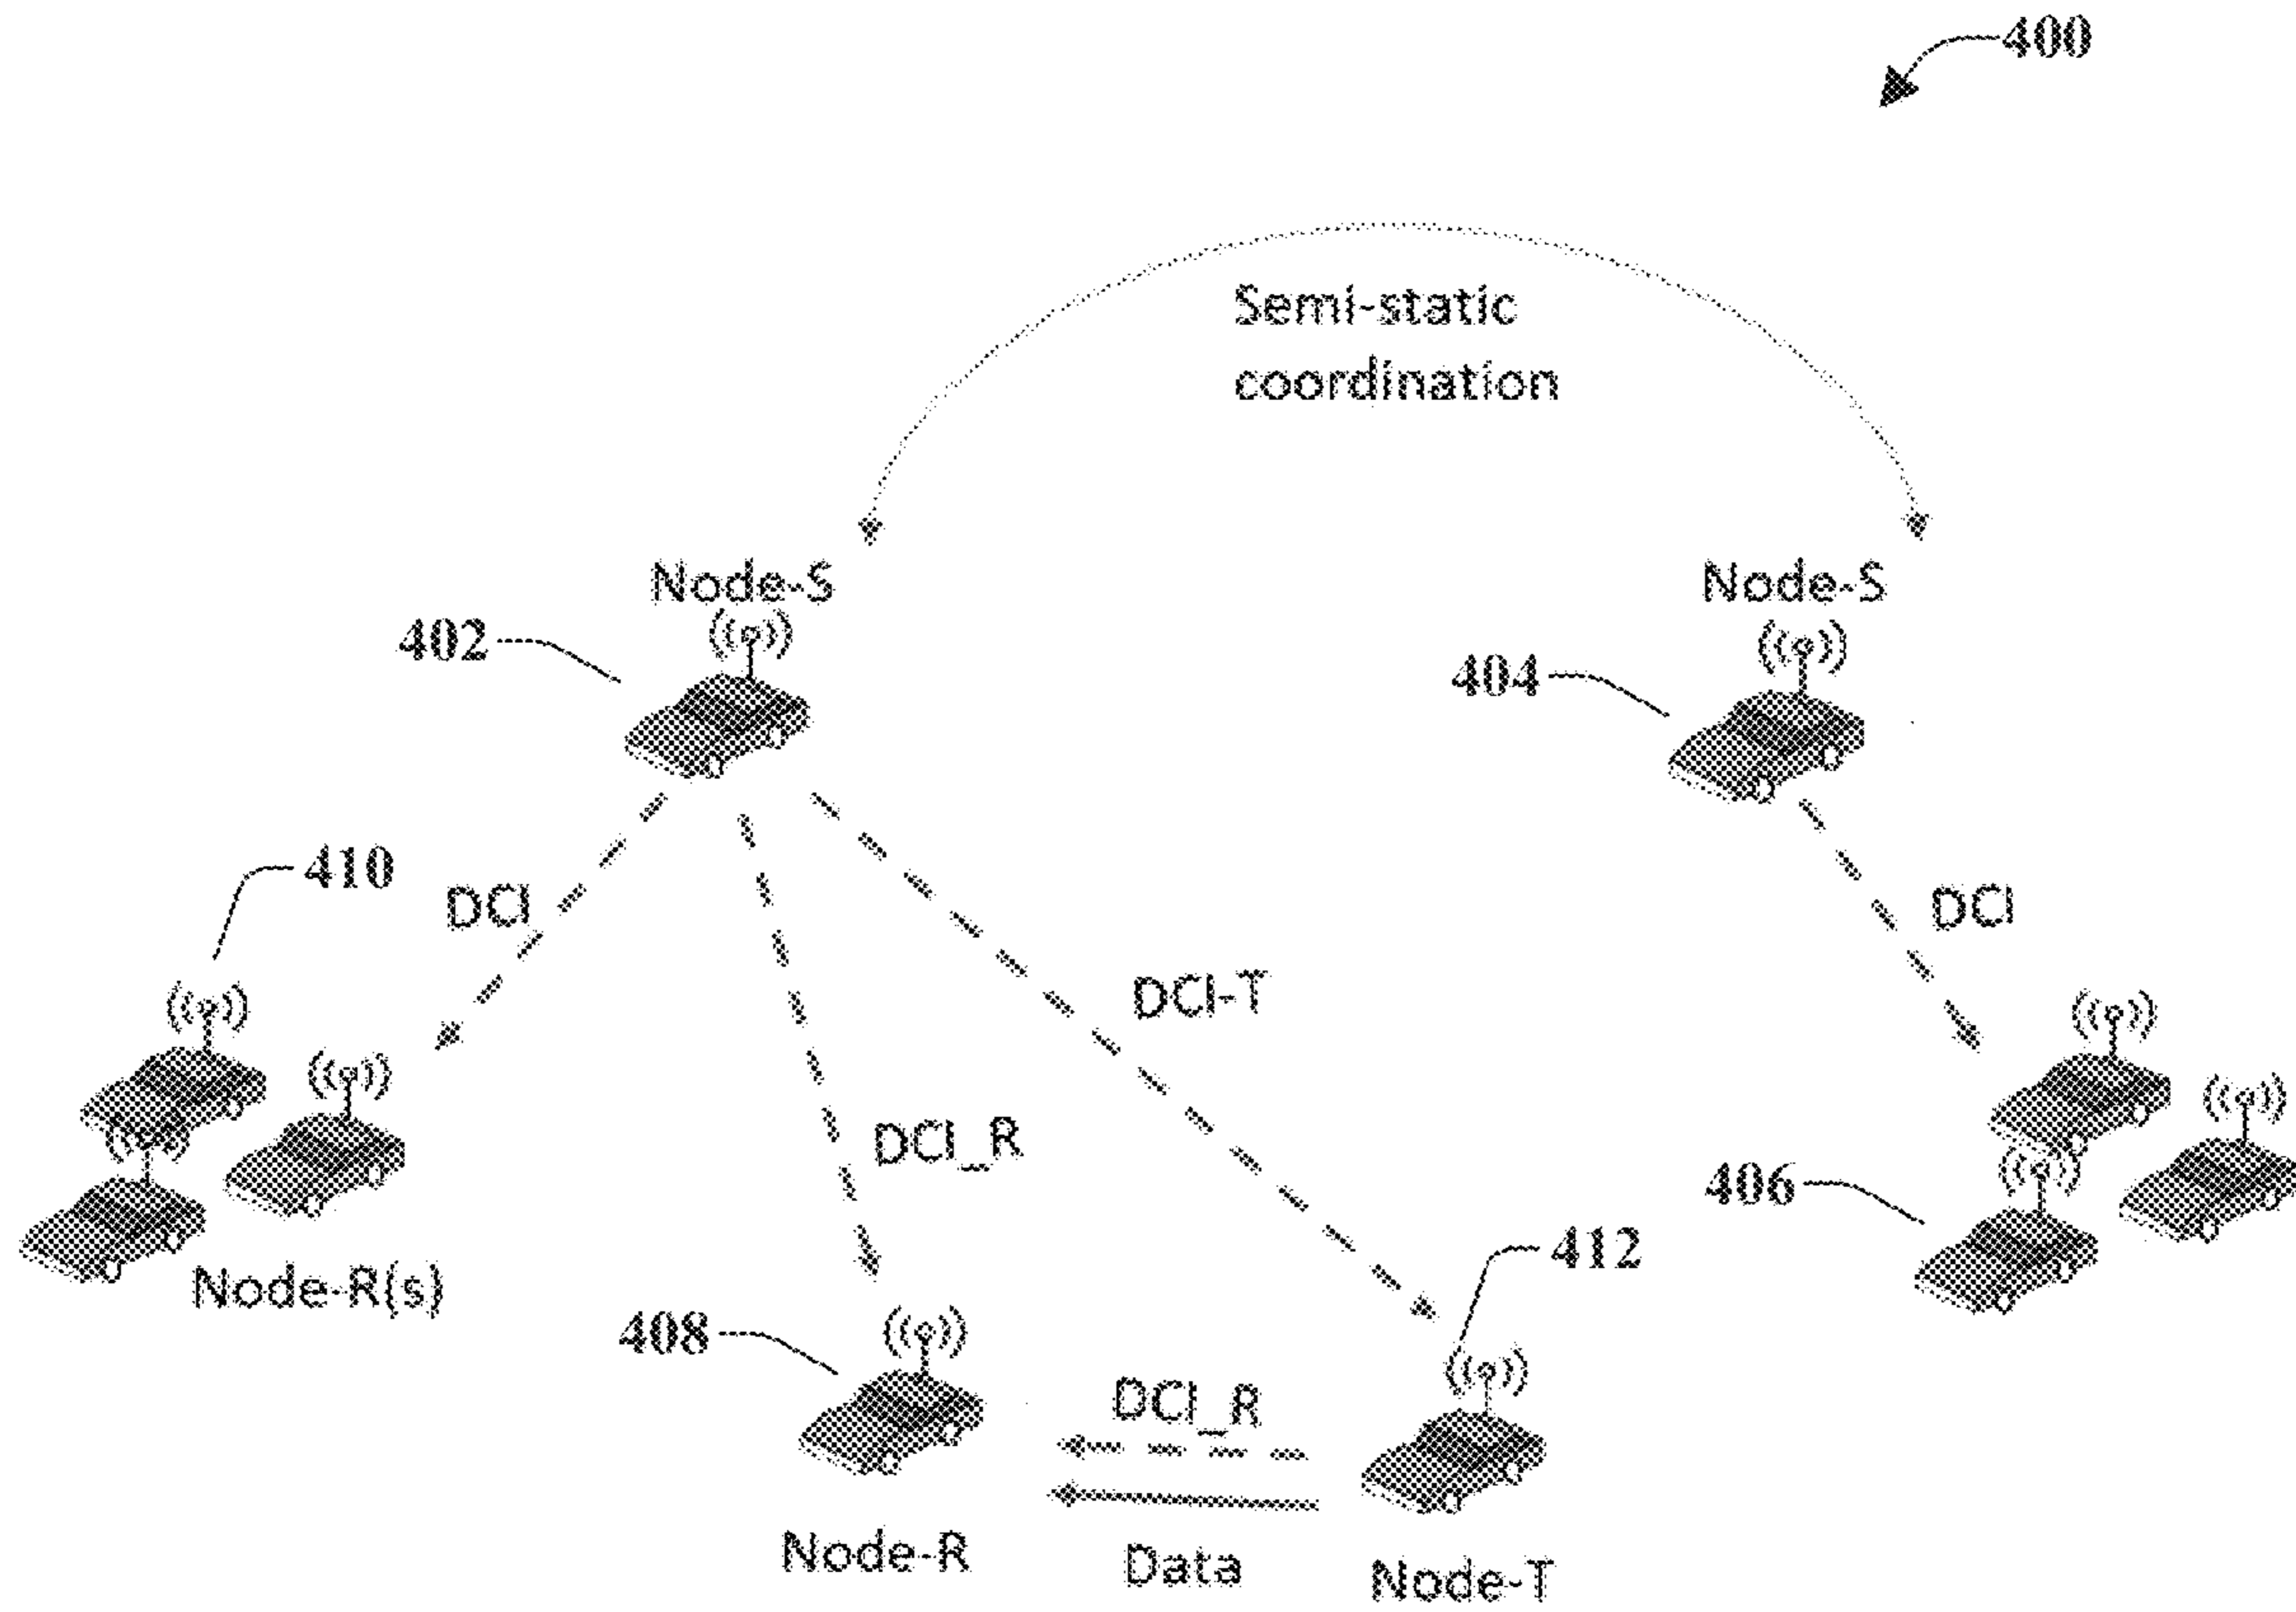 400
Semi-static
coordination
Node-S
Node-S
402
404
410
DCI
DCI
DCI-T
DCI_R
406
412
Node-R(s)
408
DCI_R
Node-R
Data
Node-T